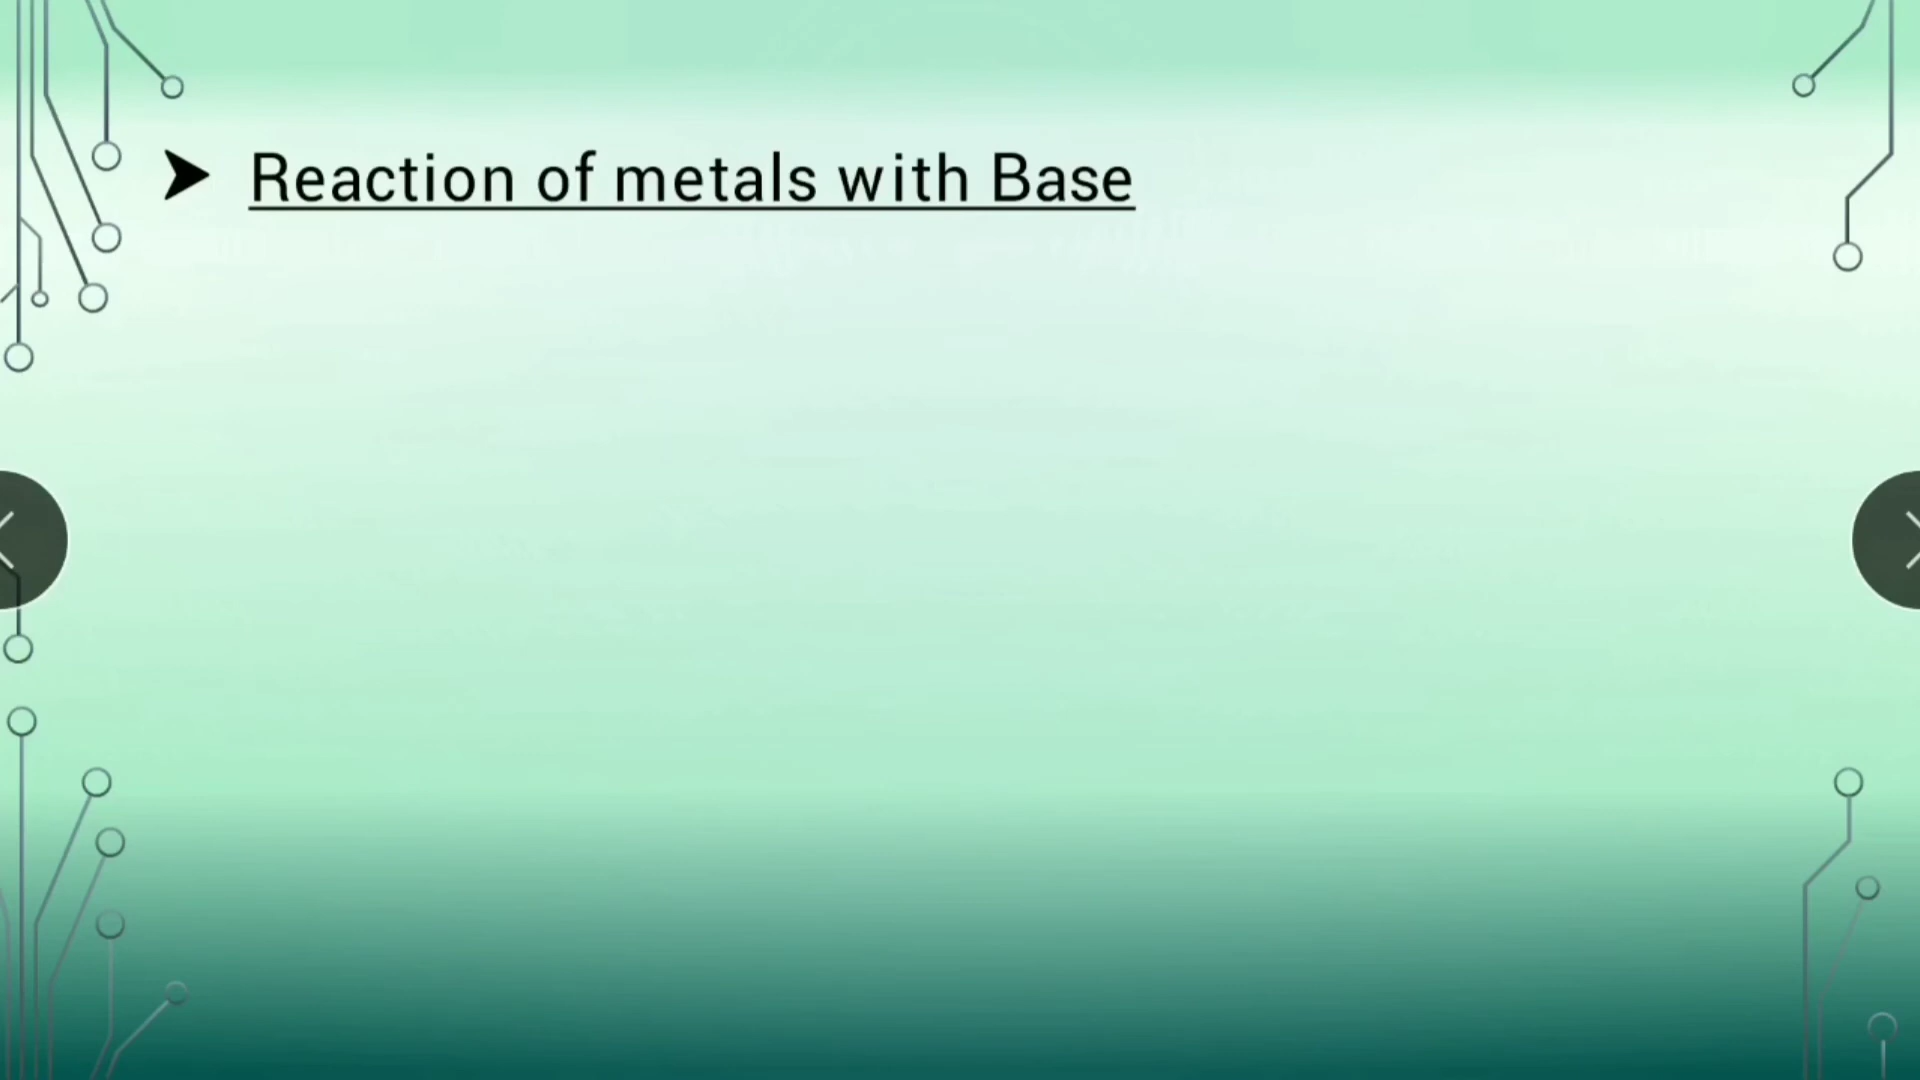 ➤ Reaction of metals with Base